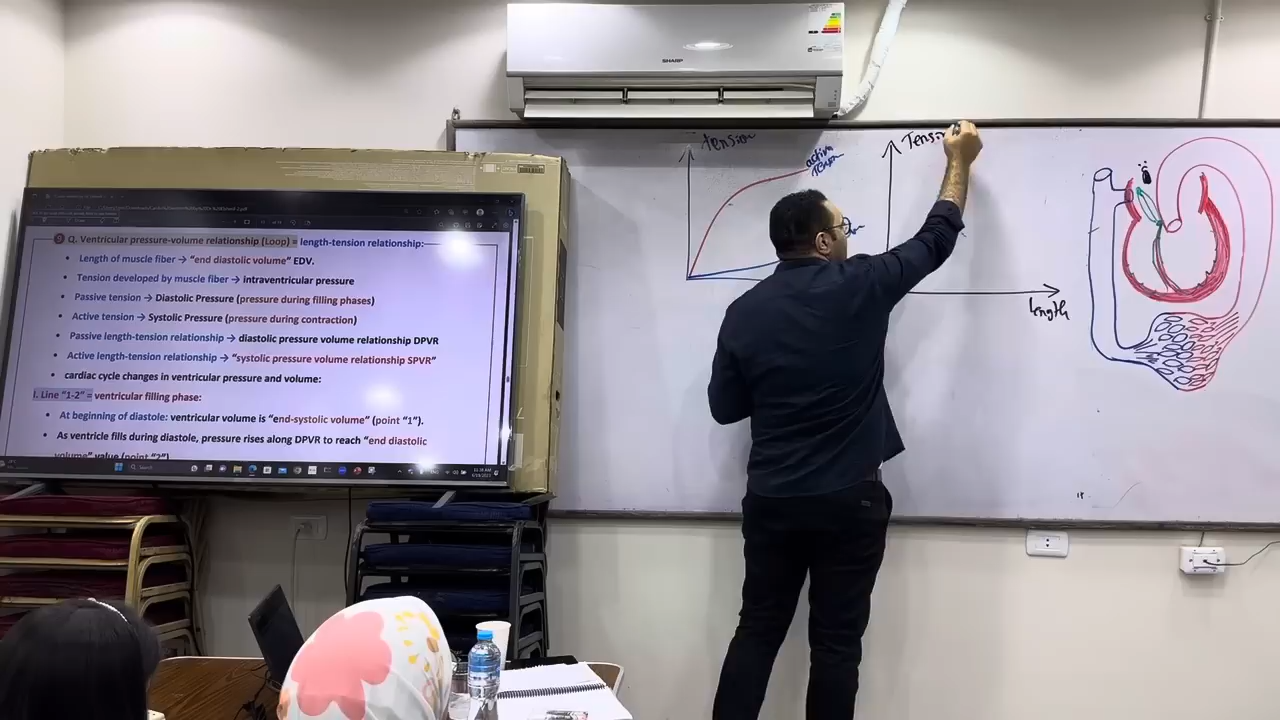 SHARP
Q. Ventricular pressure-volume relationship (Loop) = length-tension relationship:
• Length of muscle fiber → “end diastolic volume” EDV.
• Tension developed by muscle fiber → intraventricular pressure
• Passive tension → Diastolic Pressure (pressure during filling phases)
• Active tension → Systolic Pressure (pressure during contraction)
• Passive length-tension relationship → diastolic pressure volume relationship DPVR
• Active length-tension relationship → “systolic pressure volume relationship SPVR”
• cardiac cycle changes in ventricular pressure and volume:
I. Line “1-2” = ventricular filling phase:
• At beginning of diastole: ventricular volume is “end-systolic volume” (point “1”).
• As ventricle fills during diastole, pressure rises along DPVR to reach “end diastolic
volume” value (point “2”)
Search
tension
active
Tension
length